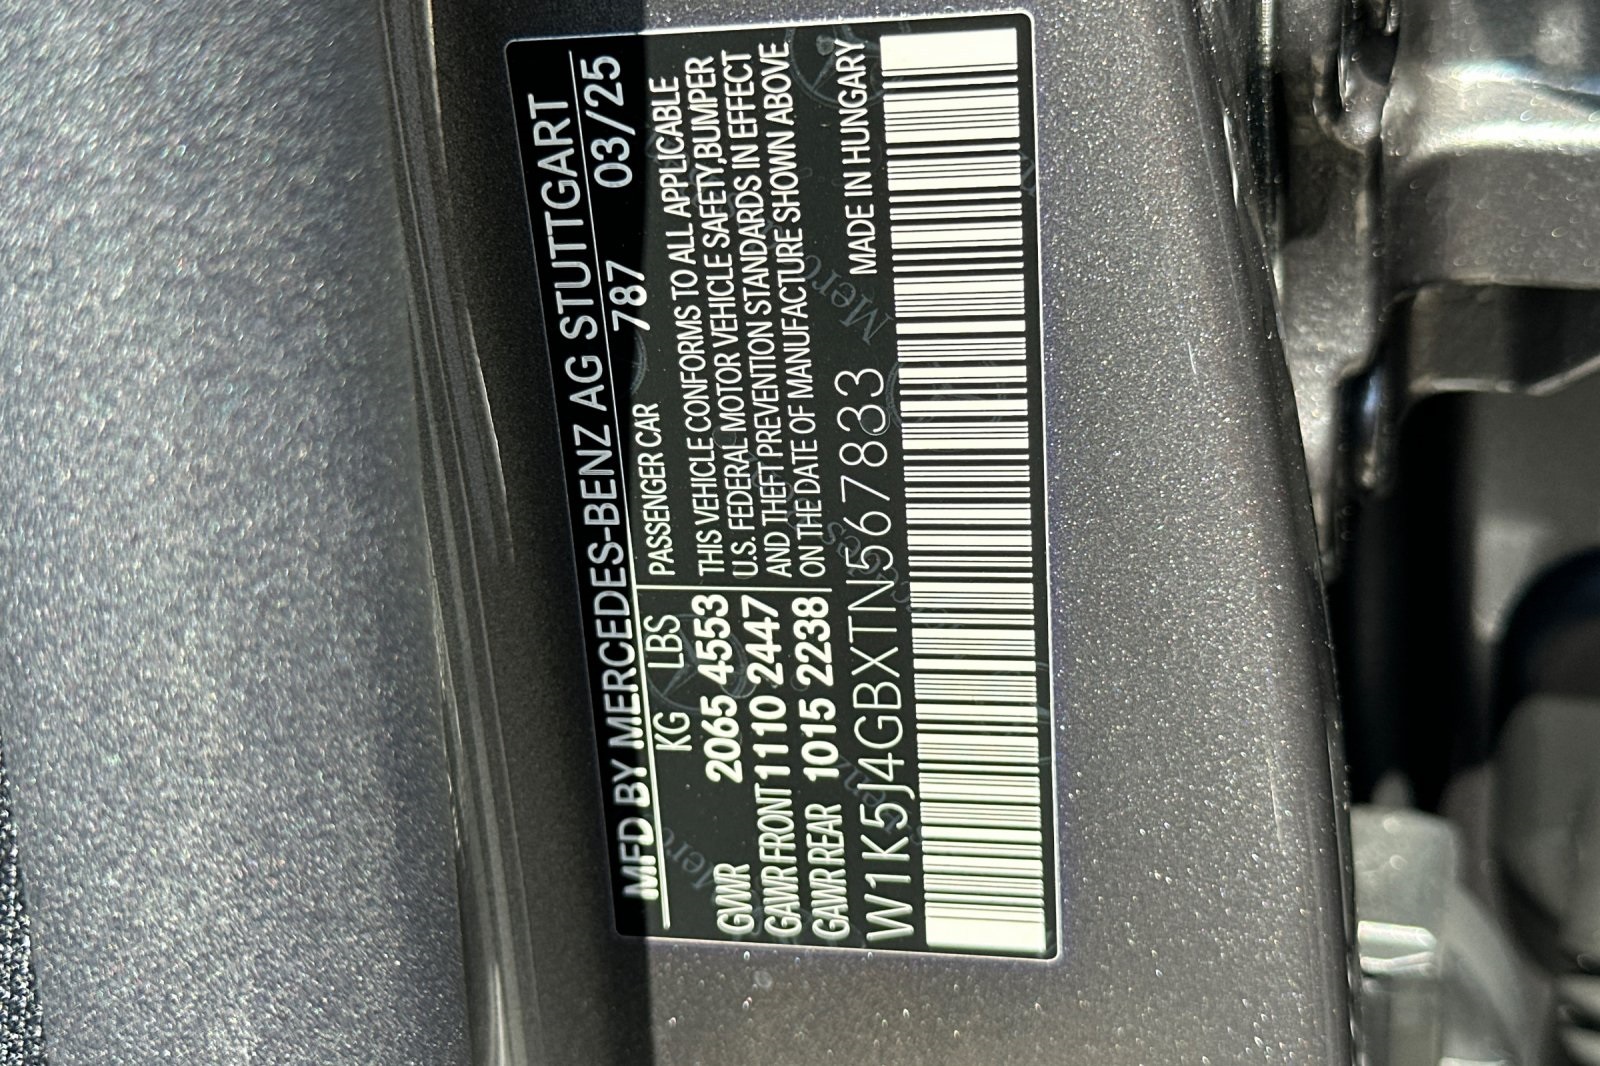 MFD BY MERCEDES-BENZ AG STUTTGART
787 03/25
KG LBS PASSENGER CAR
GVWR 2065 4553
GAWR FRONT 1110 2447
GAWR REAR 1015 2238
THIS VEHICLE CONFORMS TO ALL APPLICABLE
U.S. FEDERAL MOTOR VEHICLE SAFETY,BUMPER
AND THEFT PREVENTION STANDARDS IN EFFECT
ON THE DATE OF MANUFACTURE SHOWN ABOVE
MADE IN HUNGARY
W1K5J4GBXTN567833